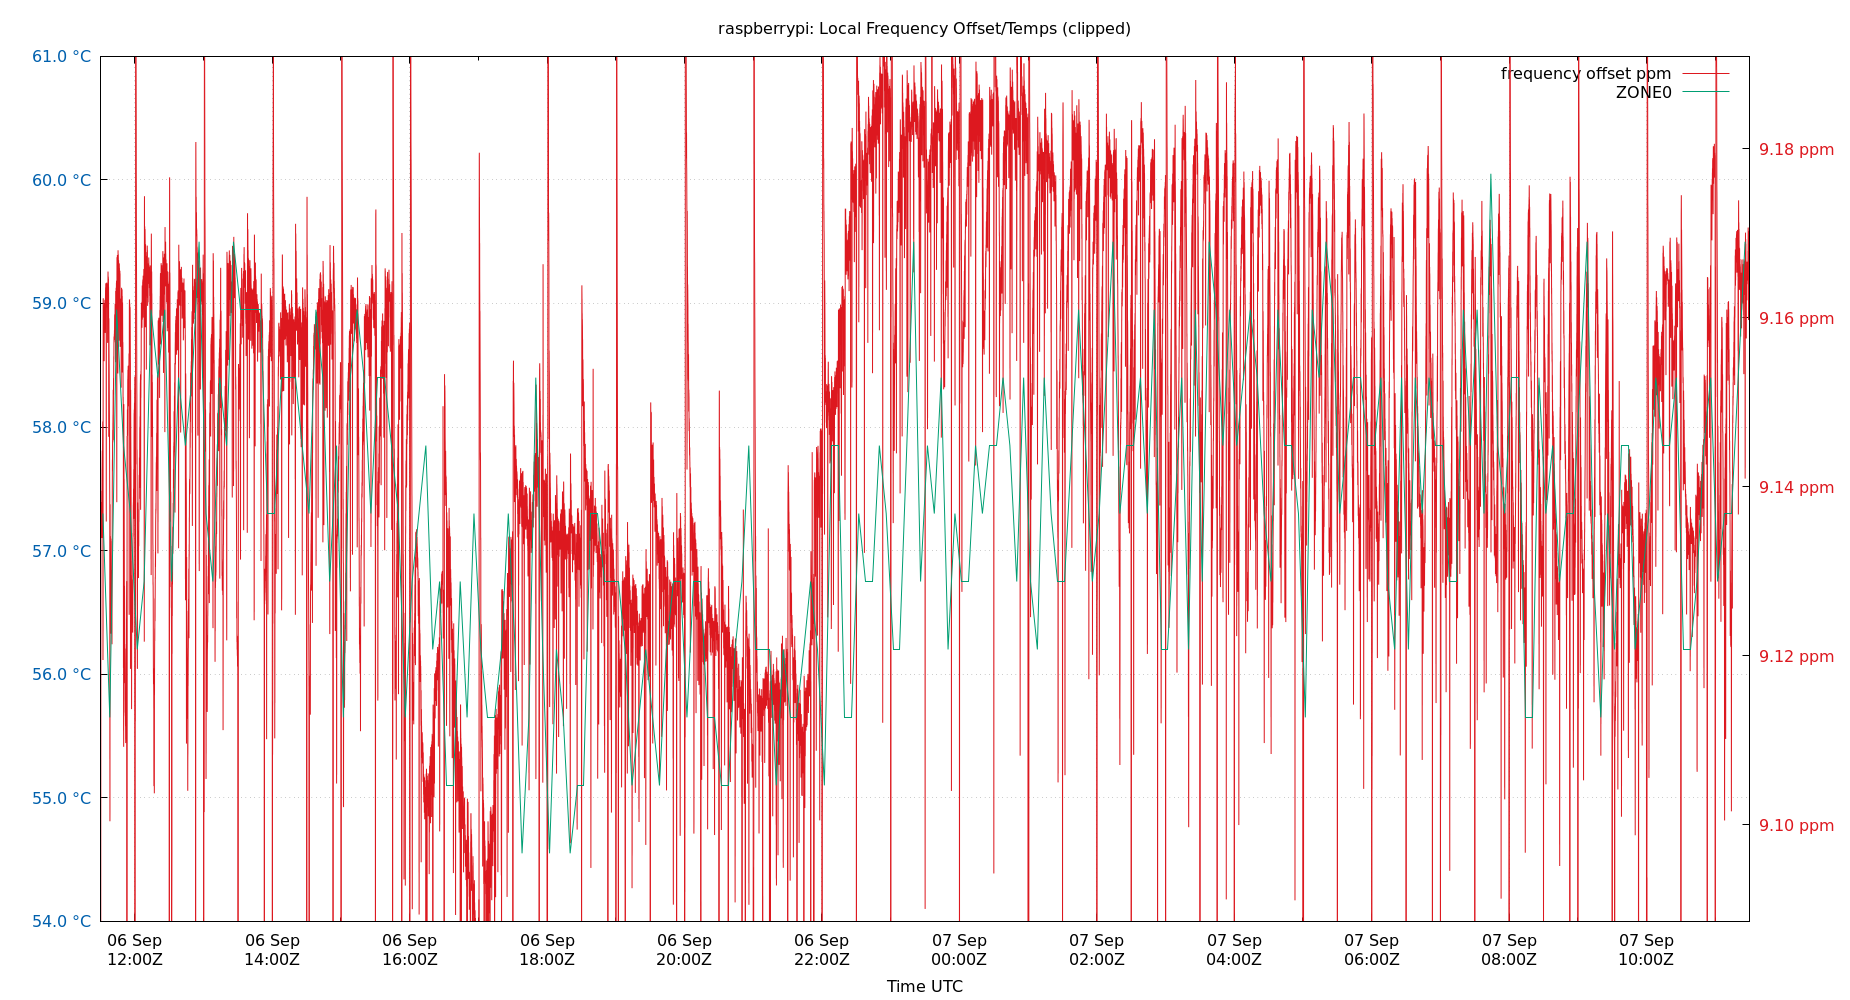 raspberrypi: Local Frequency Offset/Temps (clipped)
frequency offset ppm
ZONE0
61.0 °C
60.0 °C
59.0 °C
58.0 °C
57.0 °C
56.0 °C
55.0 °C
54.0 °C
9.18 ppm
9.16 ppm
9.14 ppm
9.12 ppm
9.10 ppm
06 Sep 12:00Z
06 Sep 14:00Z
06 Sep 16:00Z
06 Sep 18:00Z
06 Sep 20:00Z
06 Sep 22:00Z
07 Sep 00:00Z
07 Sep 02:00Z
07 Sep 04:00Z
07 Sep 06:00Z
07 Sep 08:00Z
07 Sep 10:00Z
Time UTC